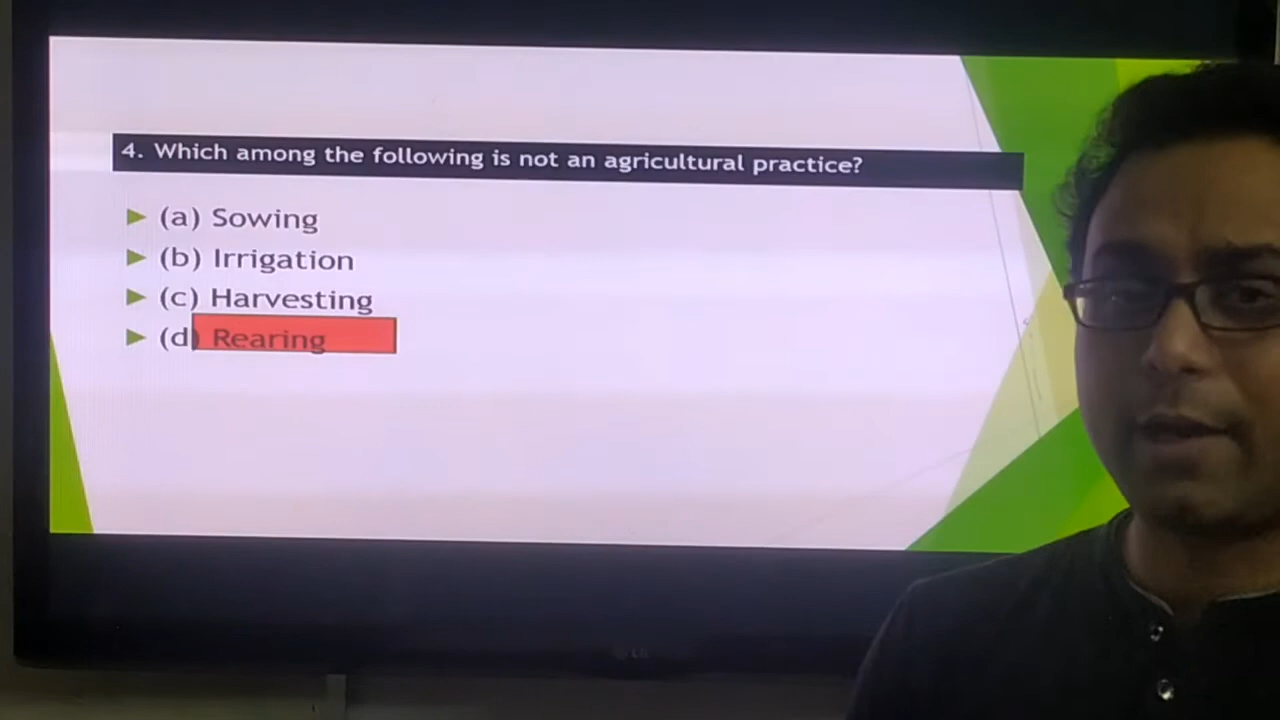 4. Which among the following is not an agricultural practice?
(a) Sowing
(b) Irrigation
(c) Harvesting
(d) Rearing